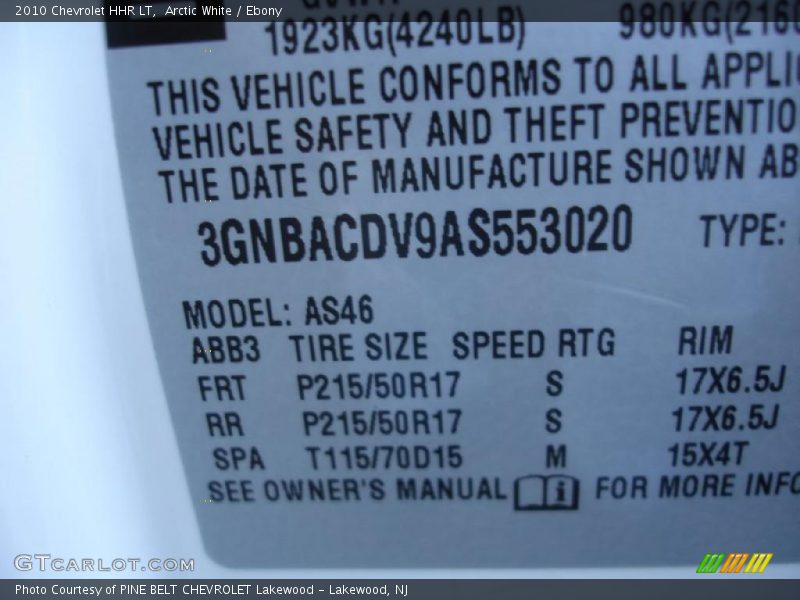 2010 Chevrolet HHR LT, Arctic White / Ebony
1923KG(4240LB) 980KG(216
THIS VEHICLE CONFORMS TO ALL APPLI
VEHICLE SAFETY AND THEFT PREVENTIO
THE DATE OF MANUFACTURE SHOWN AB
3GNBACDV9AS553020 TYPE:
MODEL: AS46
ABB3 TIRE SIZE SPEED RTG RIM
FRT P215/50R17 S 17X6.5J
RR P215/50R17 S 17X6.5J
SPA T115/70D15 M 15X4T
SEE OWNER'S MANUAL FOR MORE INFO
GTCARLOT.COM
Photo Courtesy of PINE BELT CHEVROLET Lakewood - Lakewood, NJ